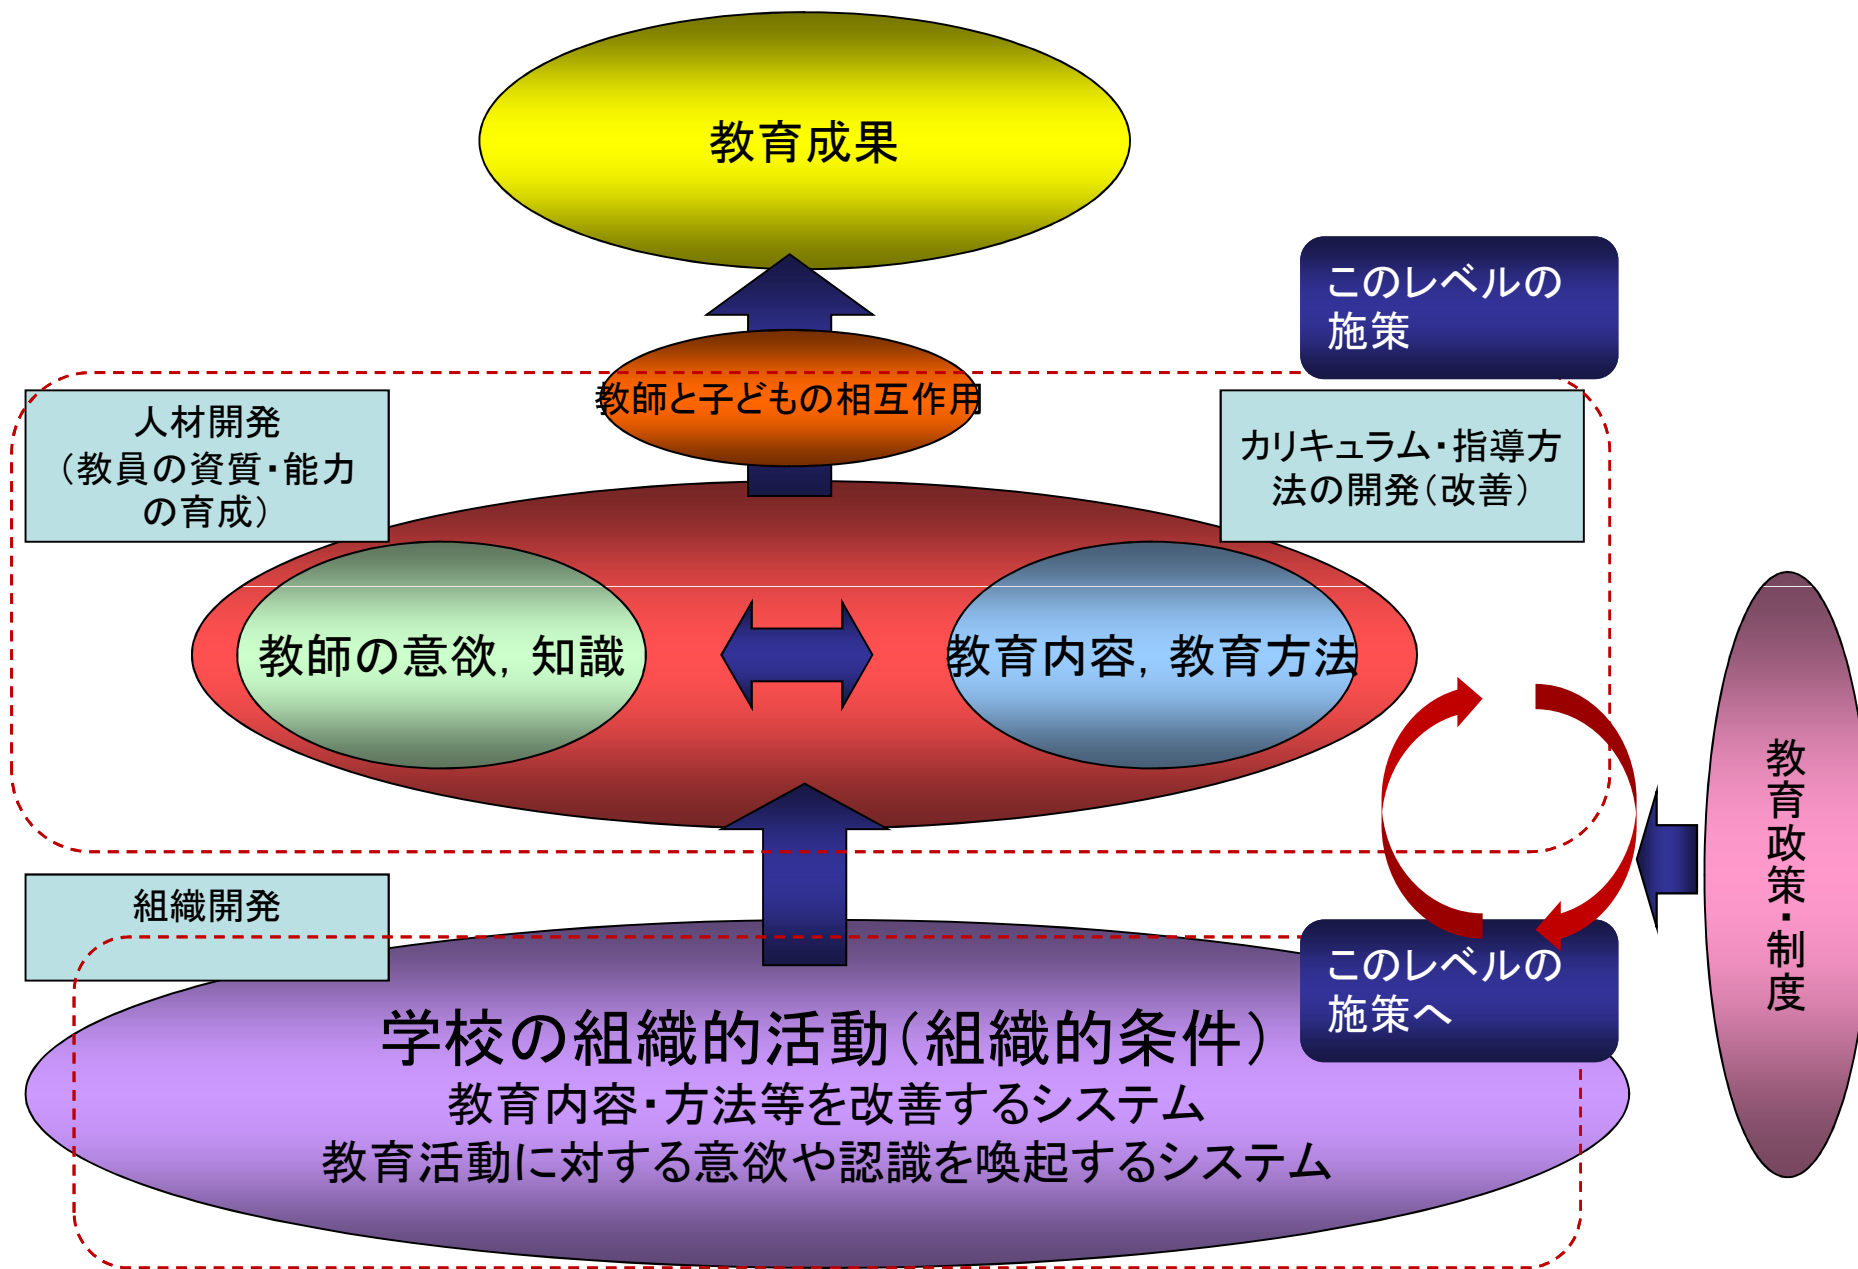 教育成果
このレベルの
施策
教師と子どもの相互作用
人材開発
（教員の資質・能力
の育成）
カリキュラム・指導方
法の開発（改善）
教師の意欲，知識
教育内容，教育方法
教育政策・制度
組織開発
このレベルの
施策へ
学校の組織的活動（組織的条件）
教育内容・方法等を改善するシステム
教育活動に対する意欲や認識を喚起するシステム